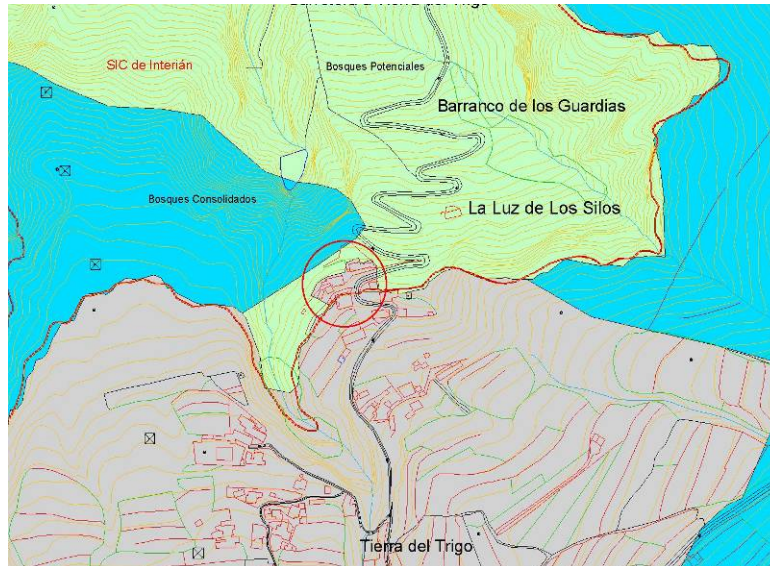 SIC de Interián
Bosques Potenciales
Barranco de los Guardias
Bosques Consolidados
La Luz de Los Silos
Tierra del Trigo